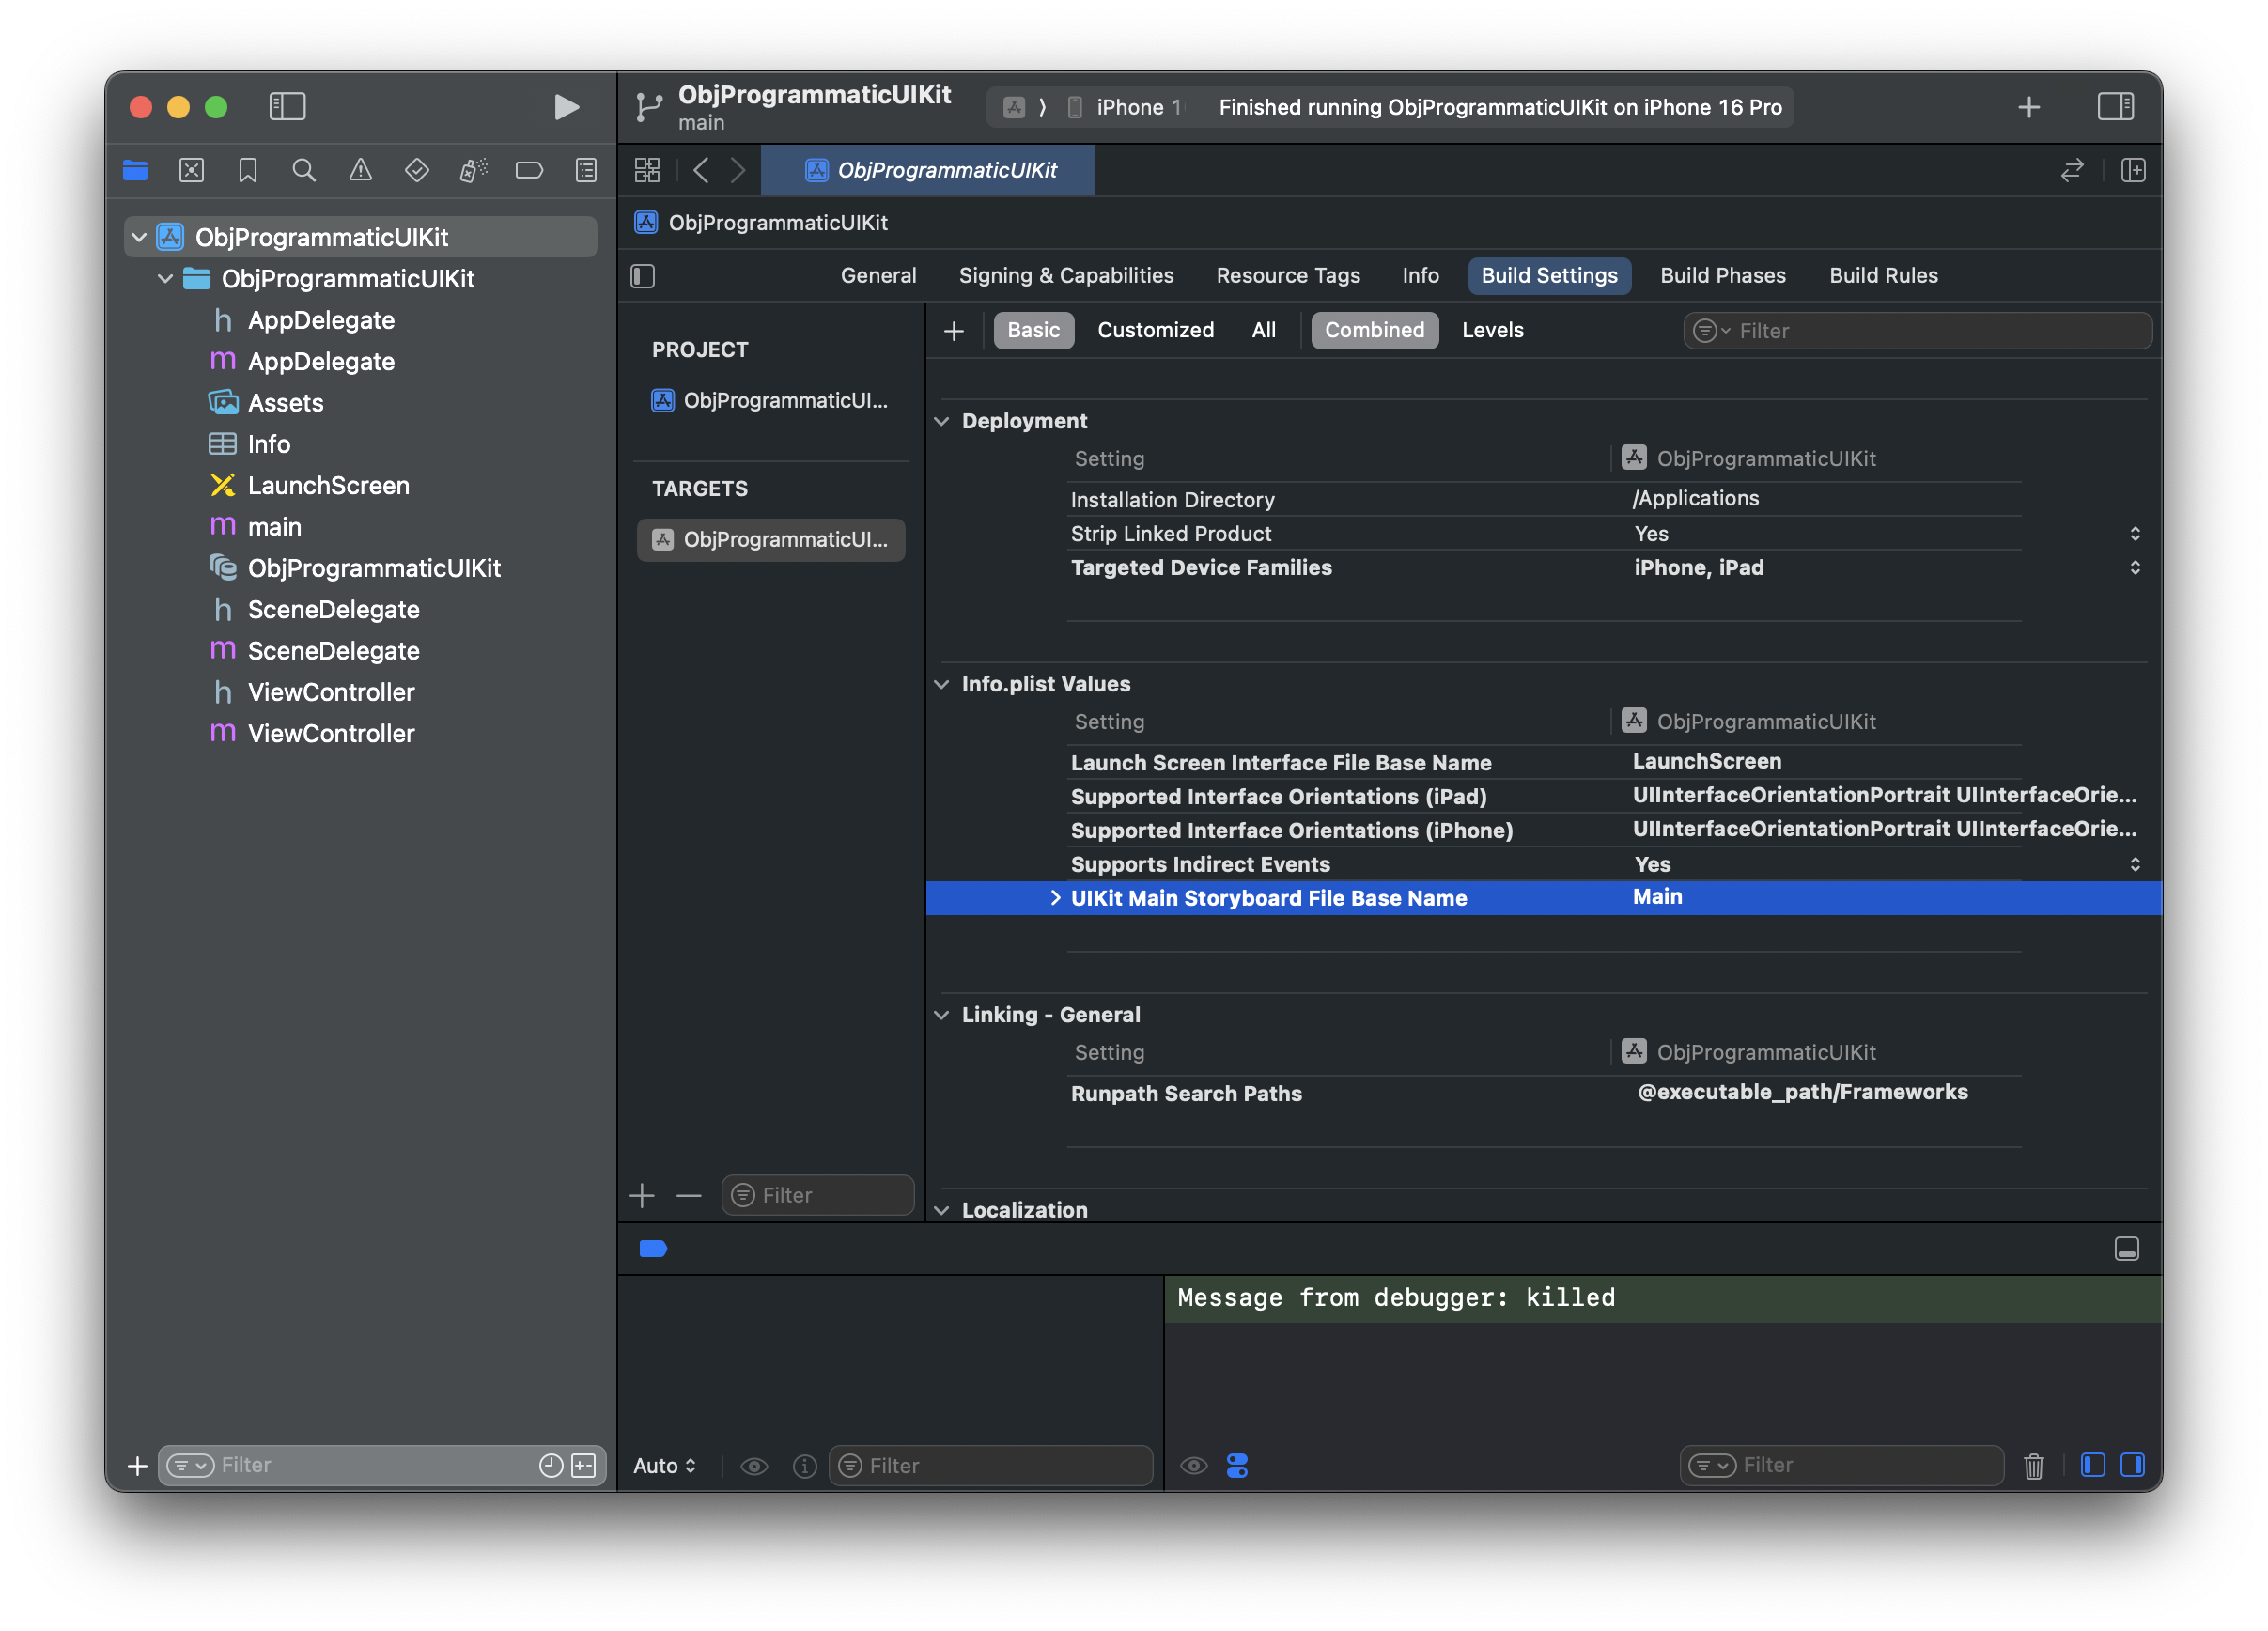 ObjProgrammaticUIKit
main
iPhone 1
Finished running ObjProgrammaticUIKit on iPhone 16 Pro
ObjProgrammaticUIKit
ObjProgrammaticUIKit
AppDelegate
AppDelegate
Assets
Info
LaunchScreen
main
ObjProgrammaticUIKit
SceneDelegate
SceneDelegate
ViewController
ViewController
Filter
ObjProgrammaticUIKit
ObjProgrammaticUIKit
General Signing & Capabilities Resource Tags Info Build Settings Build Phases Build Rules
PROJECT
ObjProgrammaticUI...
TARGETS
ObjProgrammaticUI...
Filter
Basic Customized All Combined Levels Filter
Deployment
Setting ObjProgrammaticUIKit
Installation Directory /Applications
Strip Linked Product Yes
Targeted Device Families iPhone, iPad
Info.plist Values
Setting ObjProgrammaticUIKit
Launch Screen Interface File Base Name LaunchScreen
Supported Interface Orientations (iPad) UIInterfaceOrientationPortrait UIInterfaceOrie...
Supported Interface Orientations (iPhone) UIInterfaceOrientationPortrait UIInterfaceOrie...
Supports Indirect Events Yes
UIKit Main Storyboard File Base Name Main
Linking - General
Setting ObjProgrammaticUIKit
Runpath Search Paths @executable_path/Frameworks
Localization
Message from debugger: killed
Auto Filter
Filter